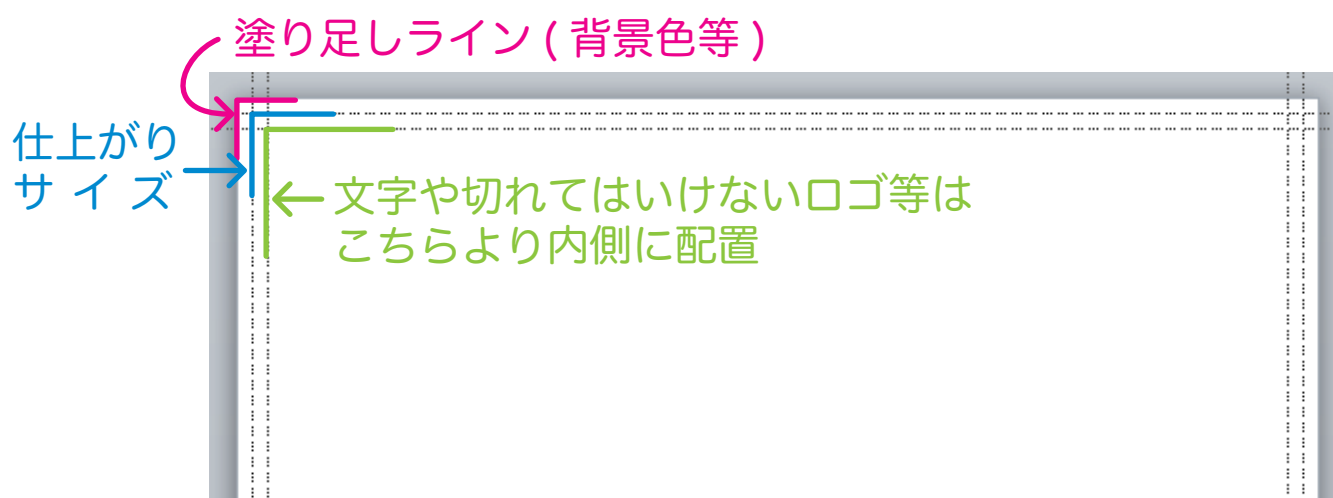 塗り足しライン ( 背景色等 )
仕上がり
サ イ ズ
文字や切れてはいけないロゴ等は
こちらより内側に配置